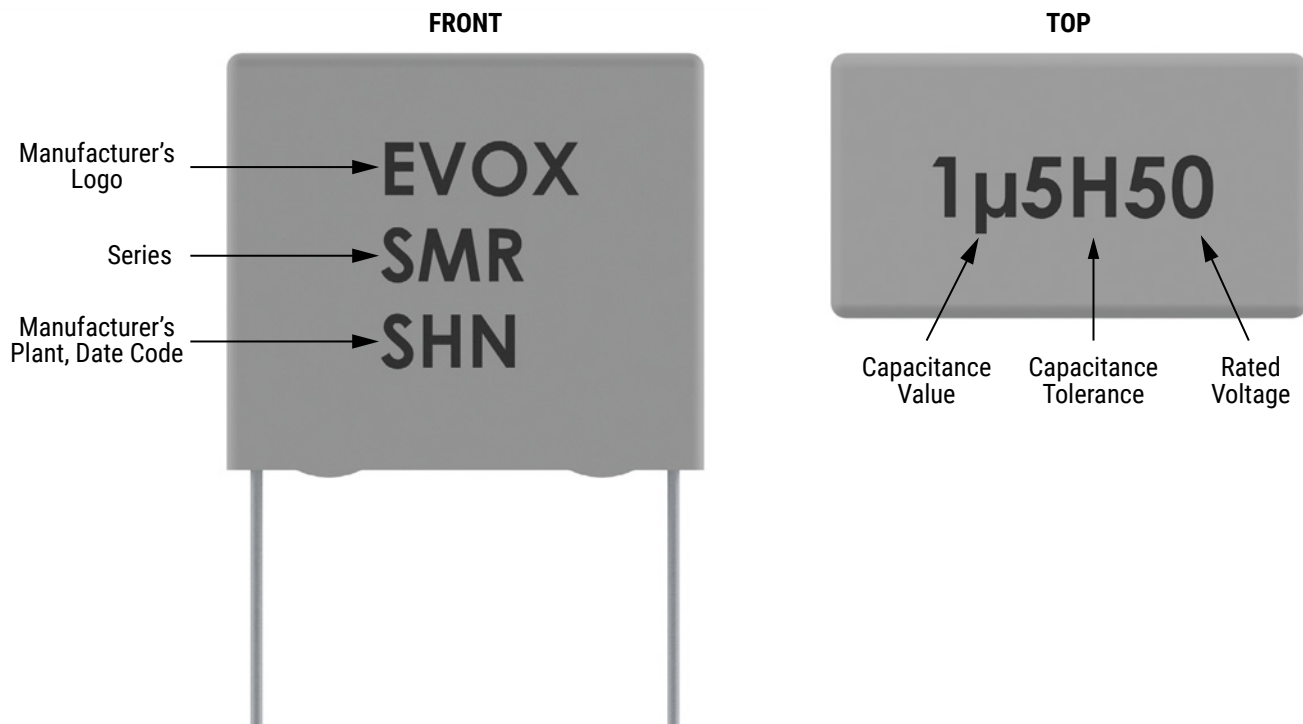 FRONT
TOP
Manufacturer’s
Logo
EVOX
Series
SMR
Manufacturer’s
Plant, Date Code
SHN
1µ5H50
Capacitance
Value
Capacitance
Tolerance
Rated
Voltage